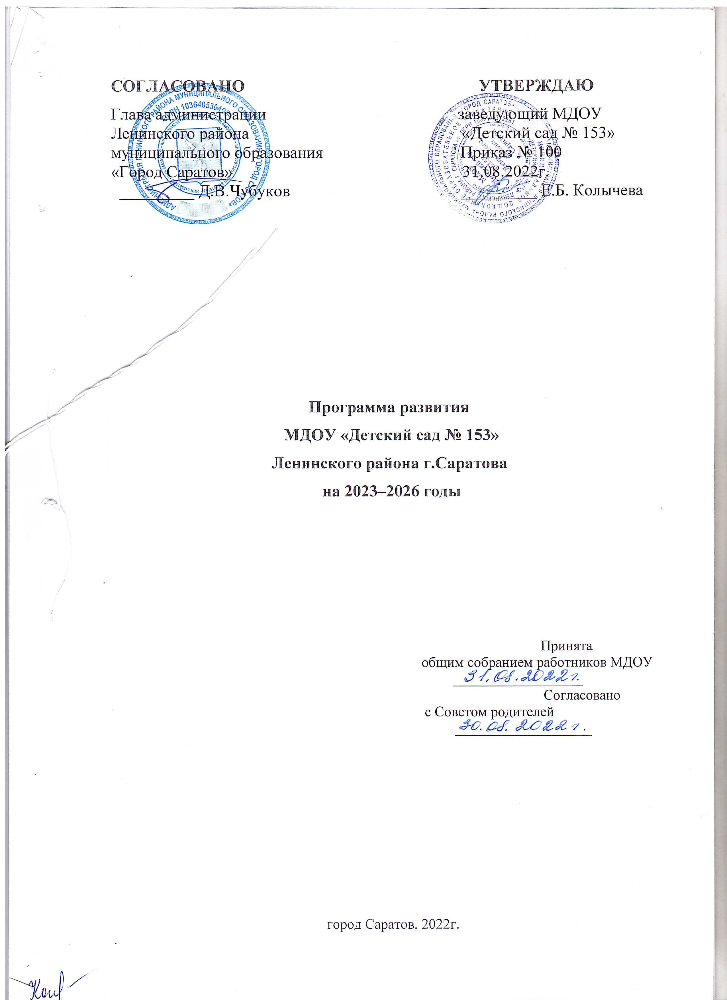 СОГЛАСОВАНО
Глава администрации
Ленинского района
муниципального образования
«Город Саратов»
Д.В.Чубуков
УТВЕРЖДАЮ
заведующий МДОУ
«Детский сад № 153»
Приказ № 100
31.08.2022г.
Е.Б. Колычева
Программа развития
МДОУ «Детский сад № 153»
Ленинского района г.Саратова
на 2023–2026 годы
Принята
общим собранием работников МДОУ
31.08.2022г.
Согласовано
с Советом родителей
30.08.2022г.
город Саратов, 2022г.